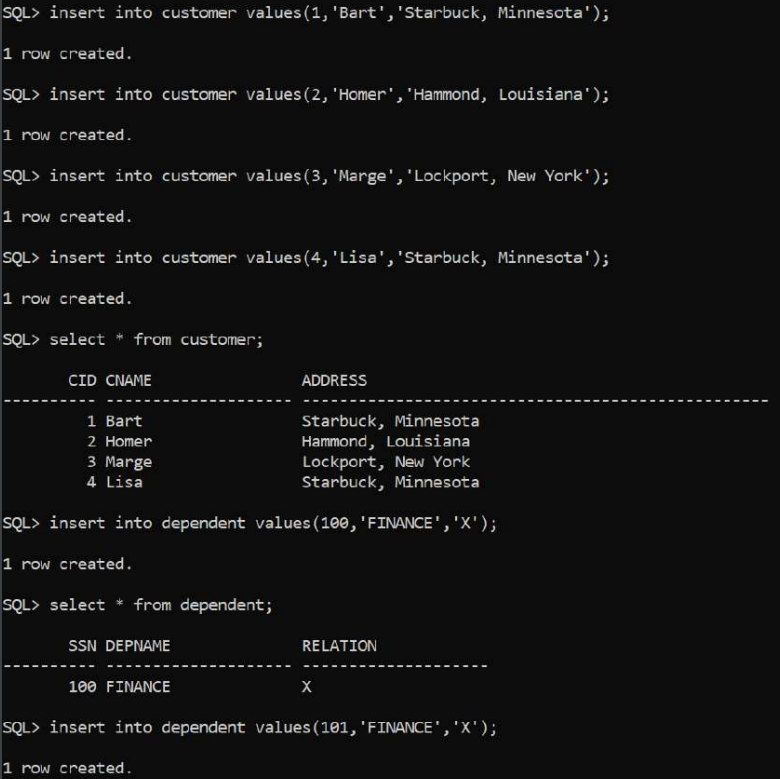 SQL> insert into customer values(1,'Bart','Starbuck, Minnesota');
1 row created.
SQL> insert into customer values(2,'Homer','Hammond, Louisiana');
1 row created.
SQL> insert into customer values(3,'Marge','Lockport, New York');
1 row created.
SQL> insert into customer values(4,'Lisa','Starbuck, Minnesota');
1 row created.
SQL> select * from customer;
       CID CNAME                ADDRESS
---------- -------------------- --------------------------------------------------
         1 Bart                 Starbuck, Minnesota
         2 Homer                Hammond, Louisiana
         3 Marge                Lockport, New York
         4 Lisa                 Starbuck, Minnesota
SQL> insert into dependent values(100,'FINANCE','X');
1 row created.
SQL> select * from dependent;
       SSN DEPNAME              RELATION
---------- -------------------- --------------------
       100 FINANCE              X
SQL> insert into dependent values(101,'FINANCE','X');
1 row created.